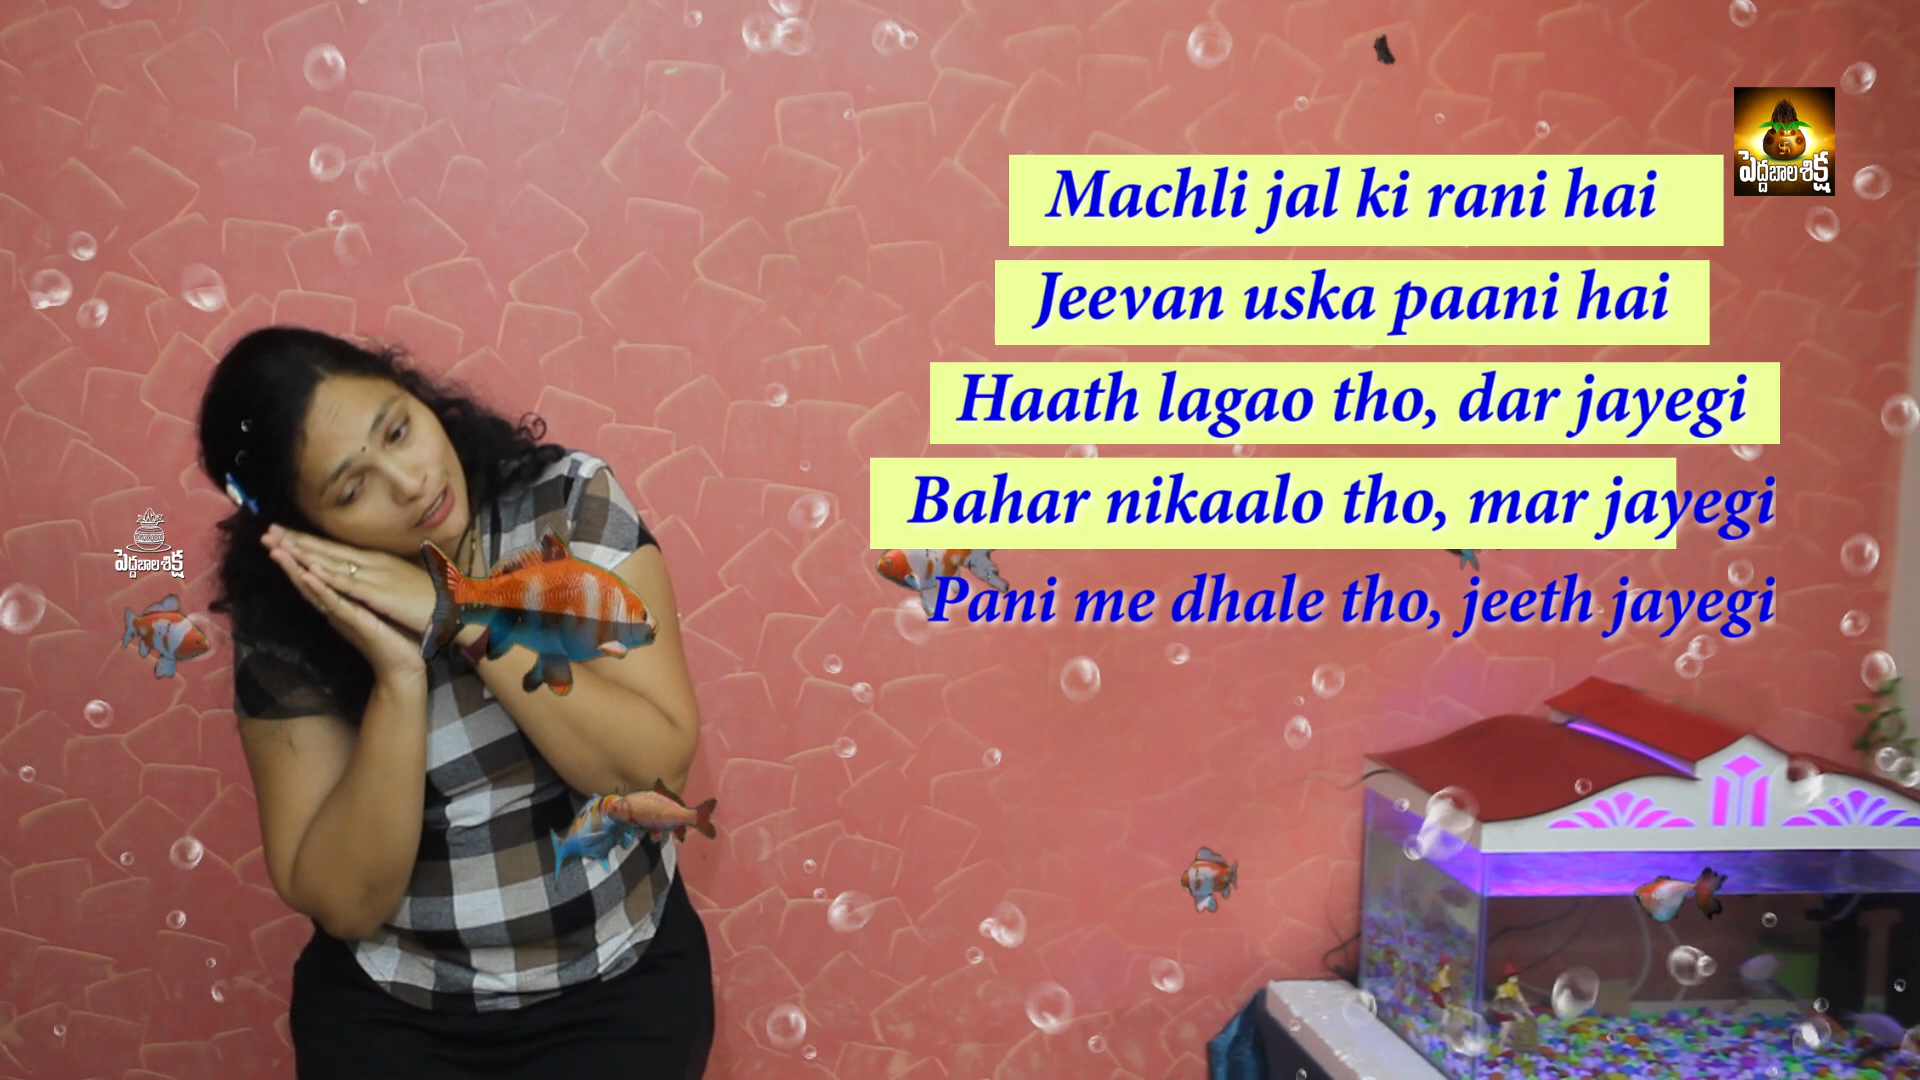 పెద్దబాలశిక్ష
Machli jal ki rani hai
Jeevan uska paani hai
Haath lagao tho, dar jayegi
Bahar nikaalo tho, mar jayegi
Pani me dhale tho, jeeth jayegi
పెద్దబాలశిక్ష